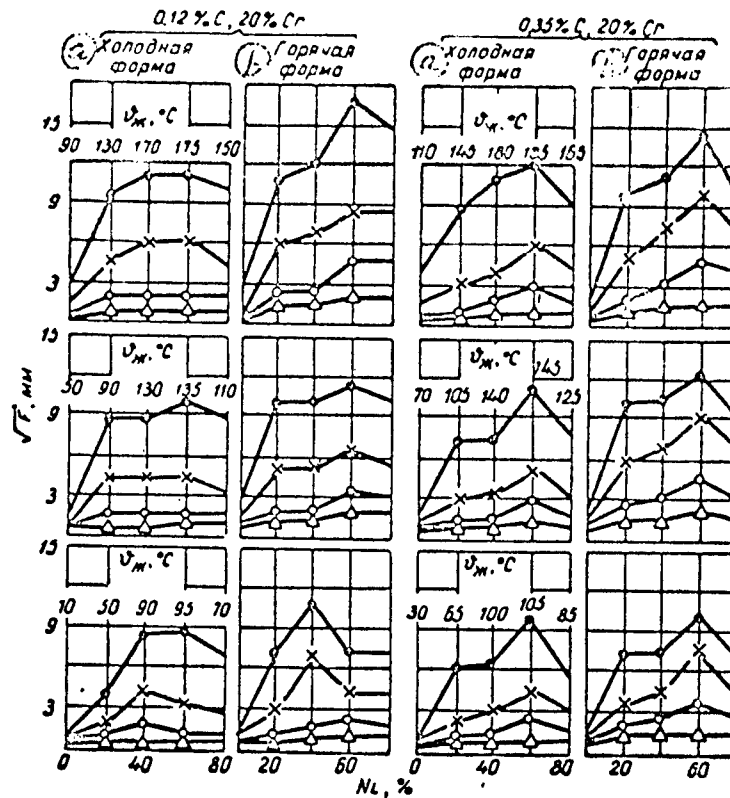 0.12 % C, 20% Cr
0,35% C, 20% Cr
а Холодная форма
б Горячая форма
а Холодная форма
Горячая форма
15
9
3
ϑж, °C
90 130 170 175 150
ϑж, °C
110 145 180 155
15
9
3
ϑж, °C
50 90 130 135 110
ϑж, °C
145
70 105 140 125
√F, мм
15
9
3
ϑж, °C
10 50 90 95 70
ϑж, °C
105
30 65 100 85
0 40 80
20 60
0 40 80
20 60
Ni, %